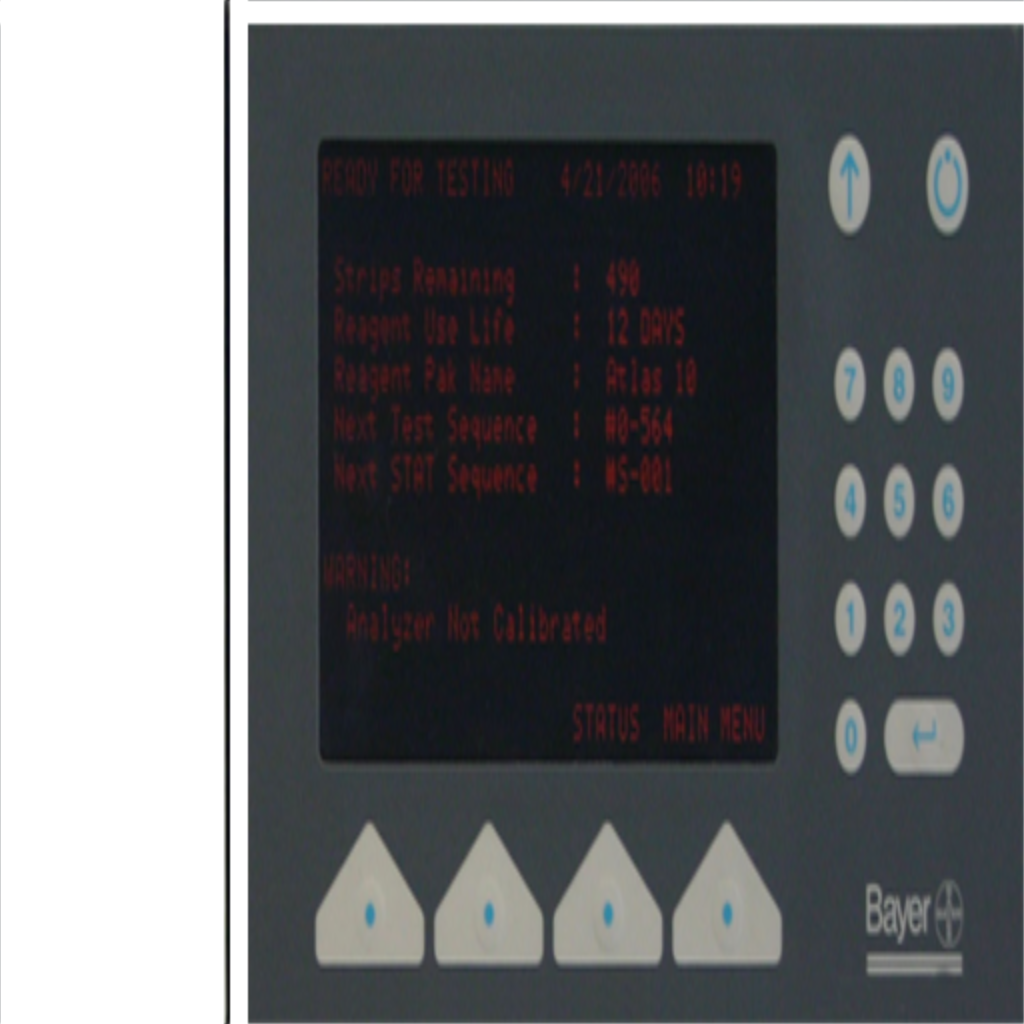 READY FOR TESTING 4/21/2006 10:19
Strips Remaining : 490
Reagent Use Life : 12 DAYS
Reagent Pak Name : Atlas 10
Next Test Sequence : #0-564
Next STAT Sequence : #S-001
WARNING:
Analyzer Not Calibrated
STATUS MAIN MENU
7 8 9
4 5 6
1 2 3
0
Bayer